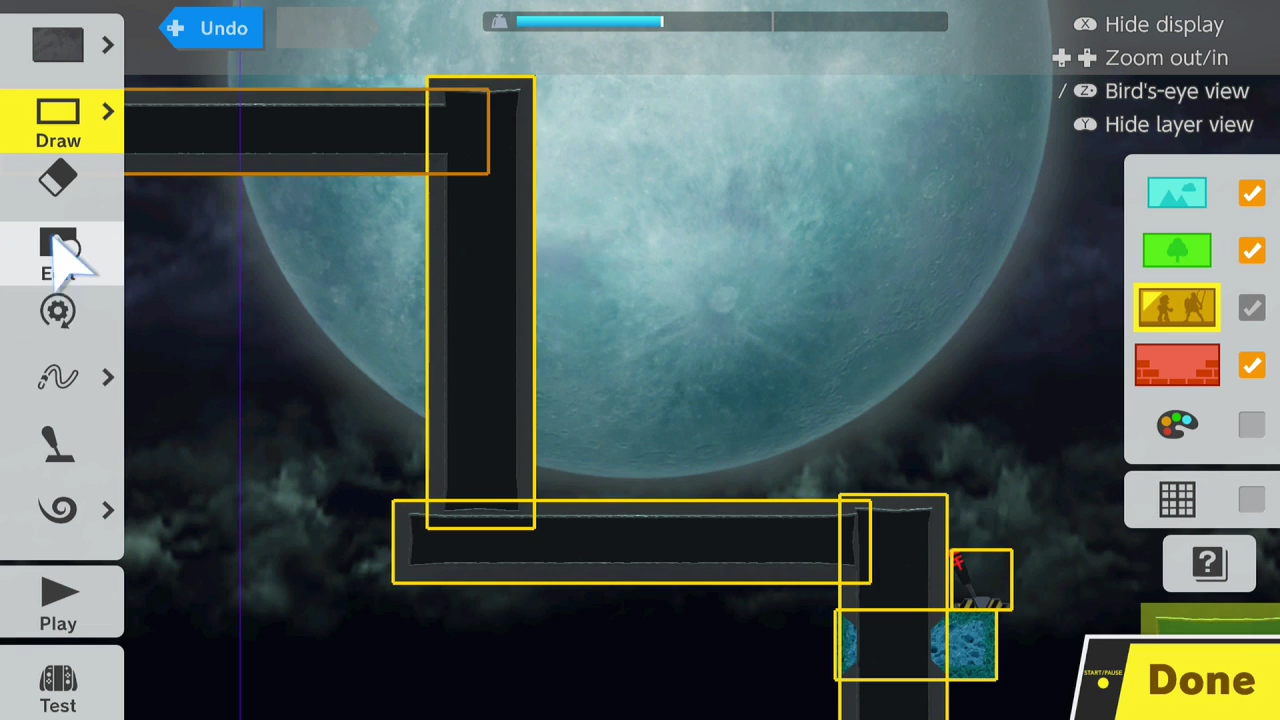 Undo
X Hide display
Zoom out/in
/ Z Bird's-eye view
Y Hide layer view
Draw
Play
Test
?
START/PAUSE
Done